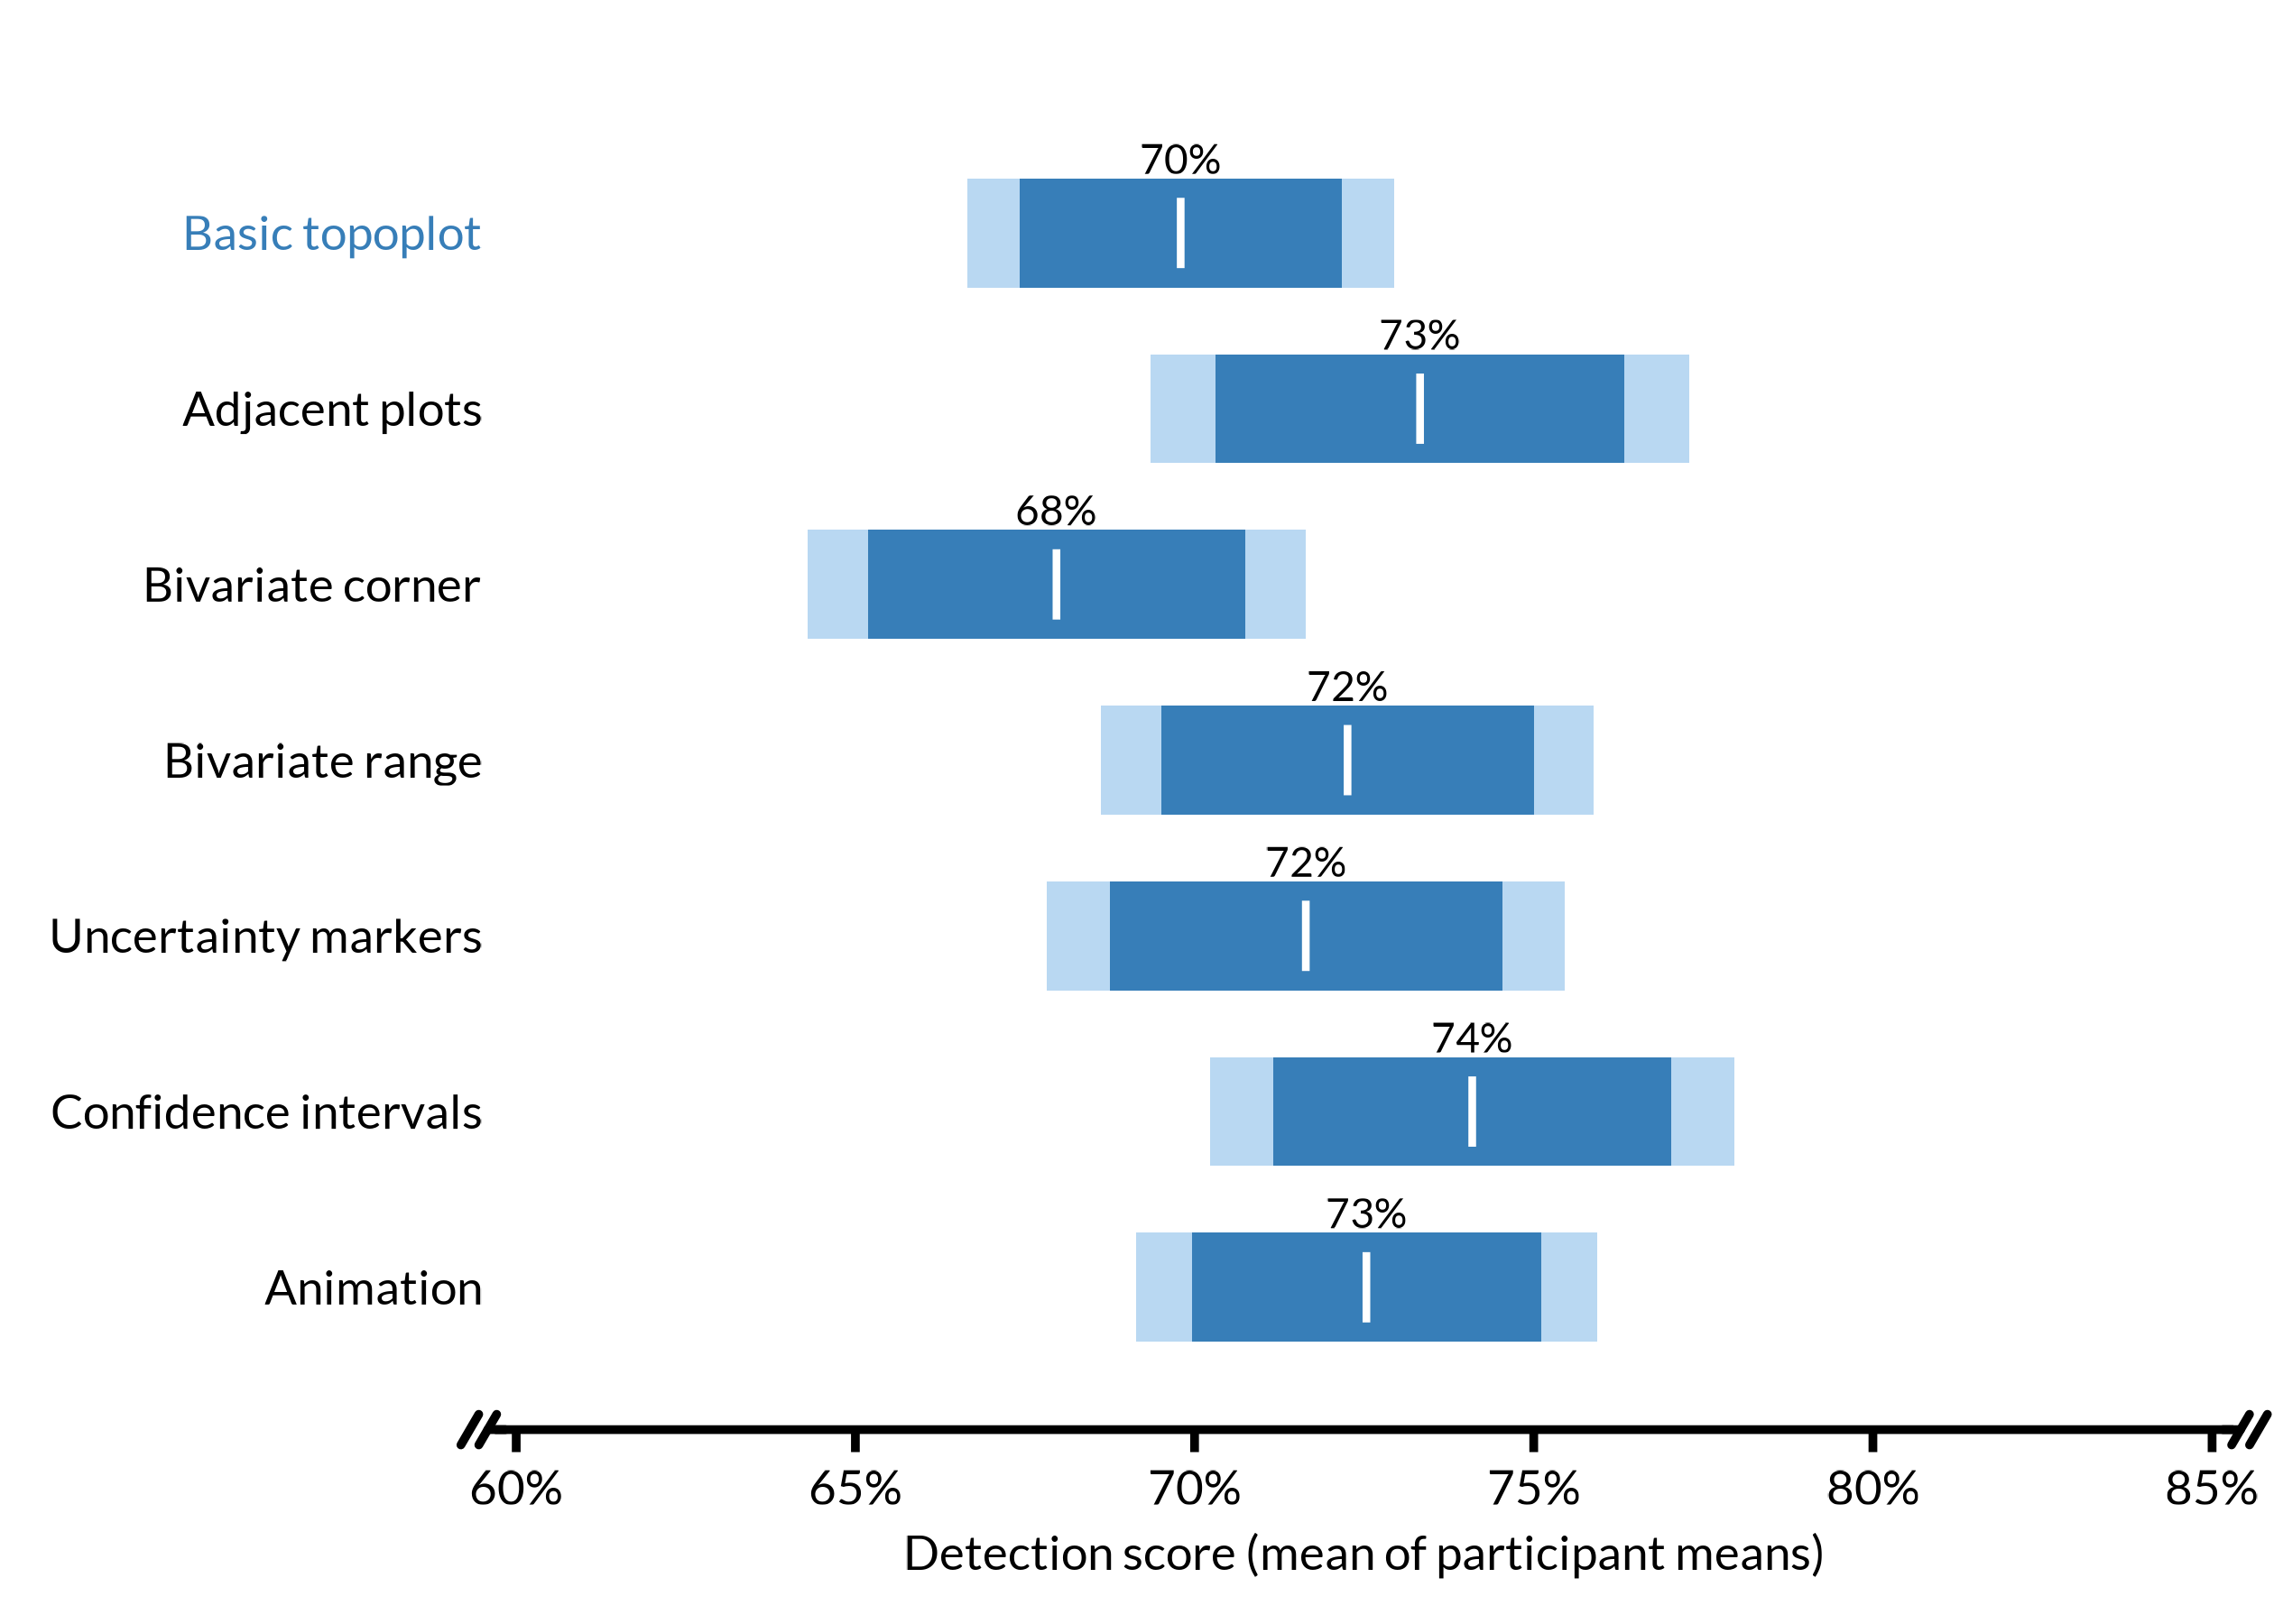 70%
Basic topoplot
73%
Adjacent plots
68%
Bivariate corner
72%
Bivariate range
72%
Uncertainty markers
74%
Confidence intervals
73%
Animation
60% 65% 70% 75% 80% 85%
Detection score (mean of participant means)